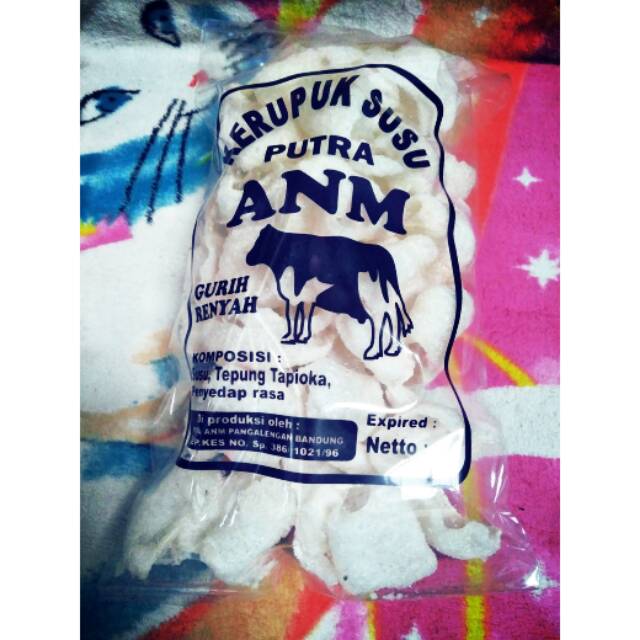 KERUPUK SUSU
PUTRA
ANM
GURIH
RENYAH
KOMPOSISI :
Susu, Tepung Tapioka,
Penyedap rasa
Di produksi oleh :
ANM PANGALENGAN BANDUNG
DEP.KES NO. Sp. 386/1021/96
Expired :
Netto :